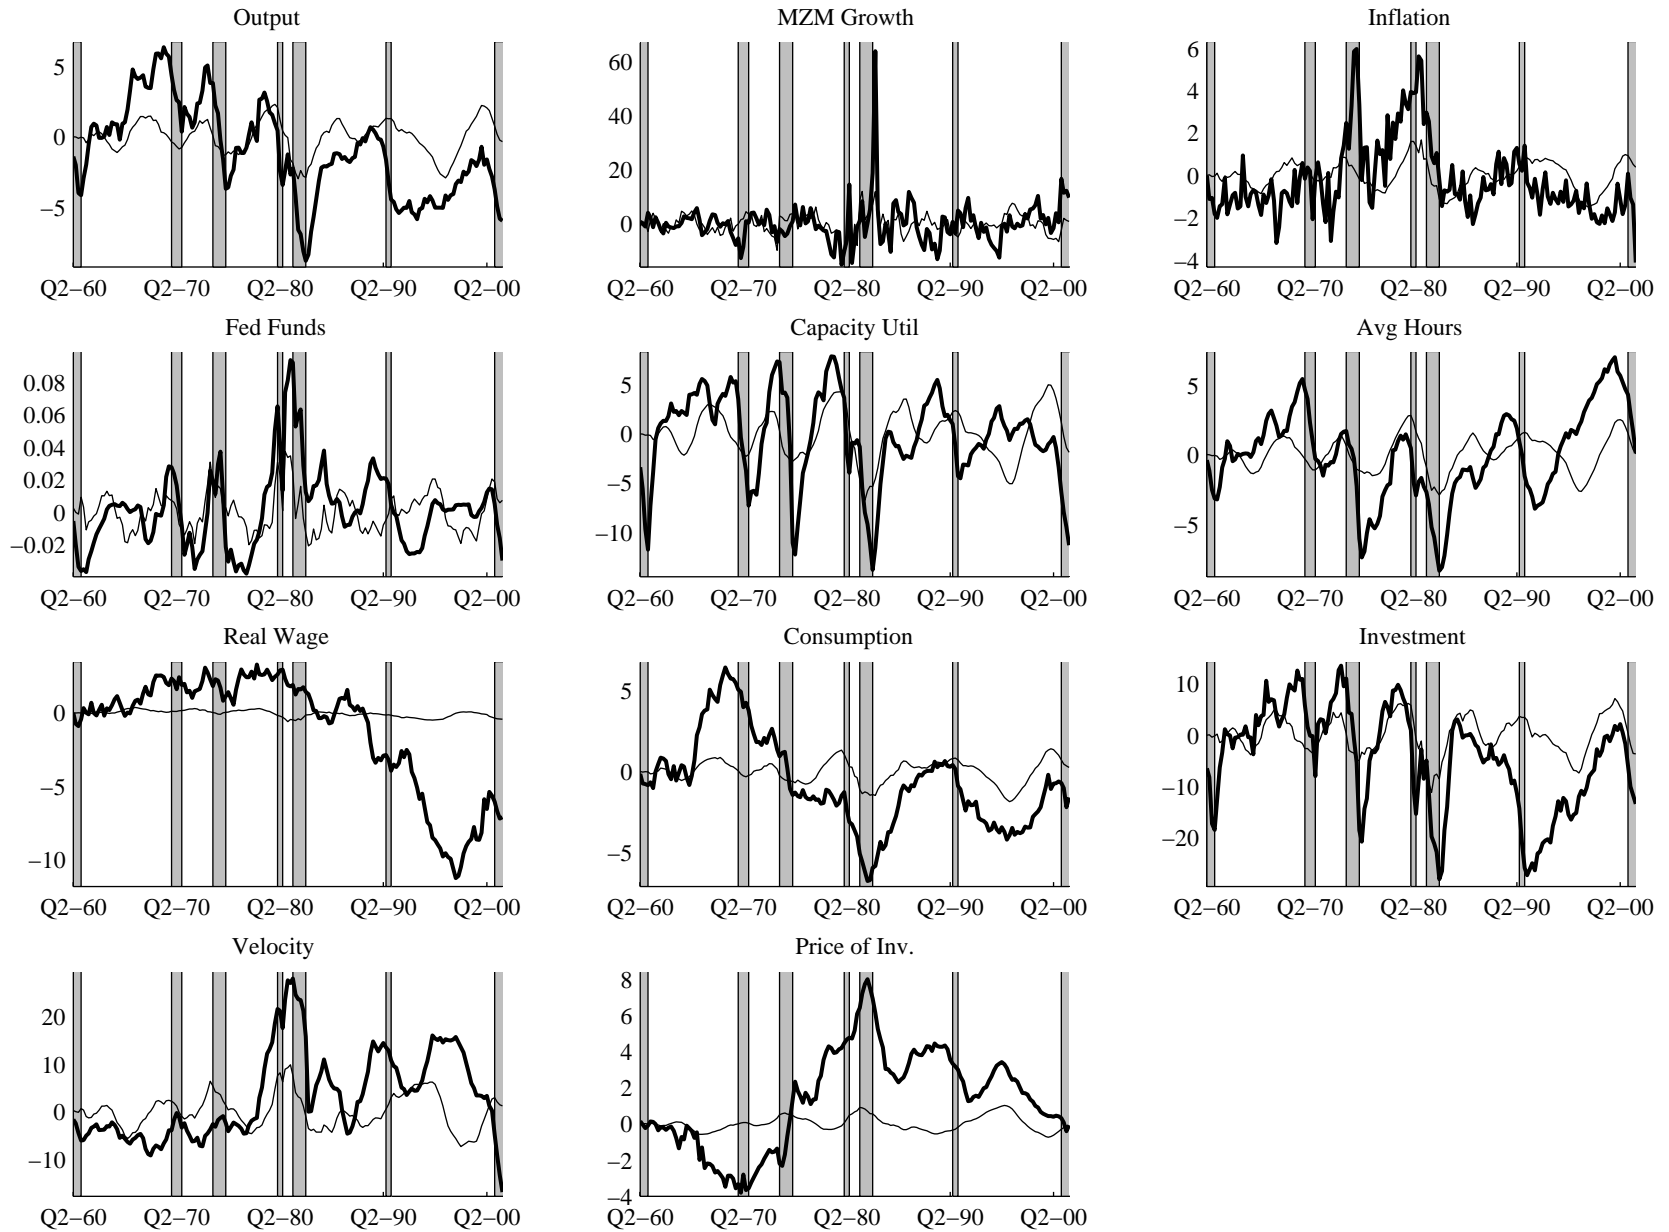 Output
MZM Growth
Inflation
5
0
−5
60
40
20
0
6
4
2
0
−2
−4
Q2−60 Q2−70 Q2−80 Q2−90 Q2−00
Q2−60 Q2−70 Q2−80 Q2−90 Q2−00
Q2−60 Q2−70 Q2−80 Q2−90 Q2−00
Fed Funds
Capacity Util
Avg Hours
0.08
0.06
0.04
0.02
0
−0.02
5
0
−5
−10
5
0
−5
Q2−60 Q2−70 Q2−80 Q2−90 Q2−00
Q2−60 Q2−70 Q2−80 Q2−90 Q2−00
Q2−60 Q2−70 Q2−80 Q2−90 Q2−00
Real Wage
Consumption
Investment
0
−5
−10
5
0
−5
10
0
−10
−20
Q2−60 Q2−70 Q2−80 Q2−90 Q2−00
Q2−60 Q2−70 Q2−80 Q2−90 Q2−00
Q2−60 Q2−70 Q2−80 Q2−90 Q2−00
Velocity
Price of Inv.
20
10
0
−10
8
6
4
2
0
−2
−4
Q2−60 Q2−70 Q2−80 Q2−90 Q2−00
Q2−60 Q2−70 Q2−80 Q2−90 Q2−00